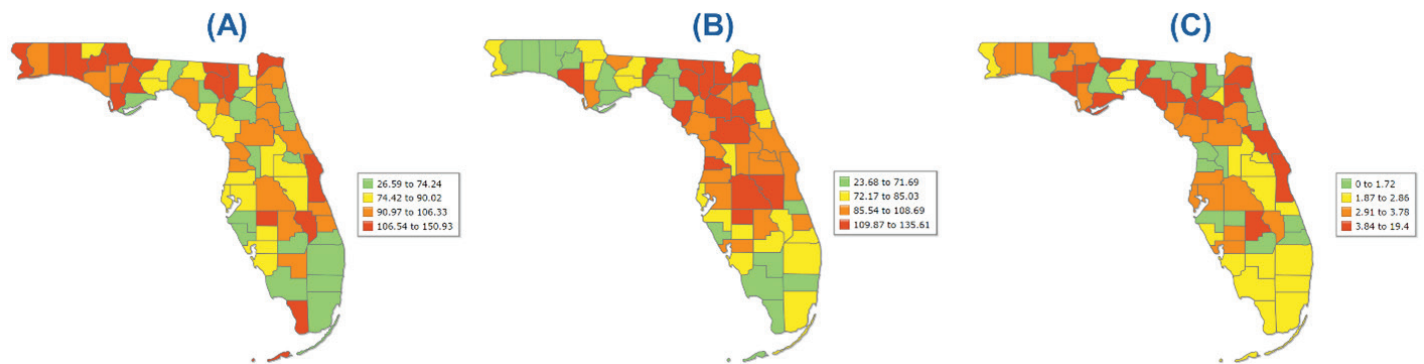 (A)
26.59 to 74.24
74.42 to 90.02
90.97 to 106.33
106.54 to 150.93
(B)
23.68 to 71.69
72.17 to 85.03
85.54 to 108.69
109.87 to 135.61
(C)
0 to 1.72
1.87 to 2.86
2.91 to 3.78
3.84 to 19.4